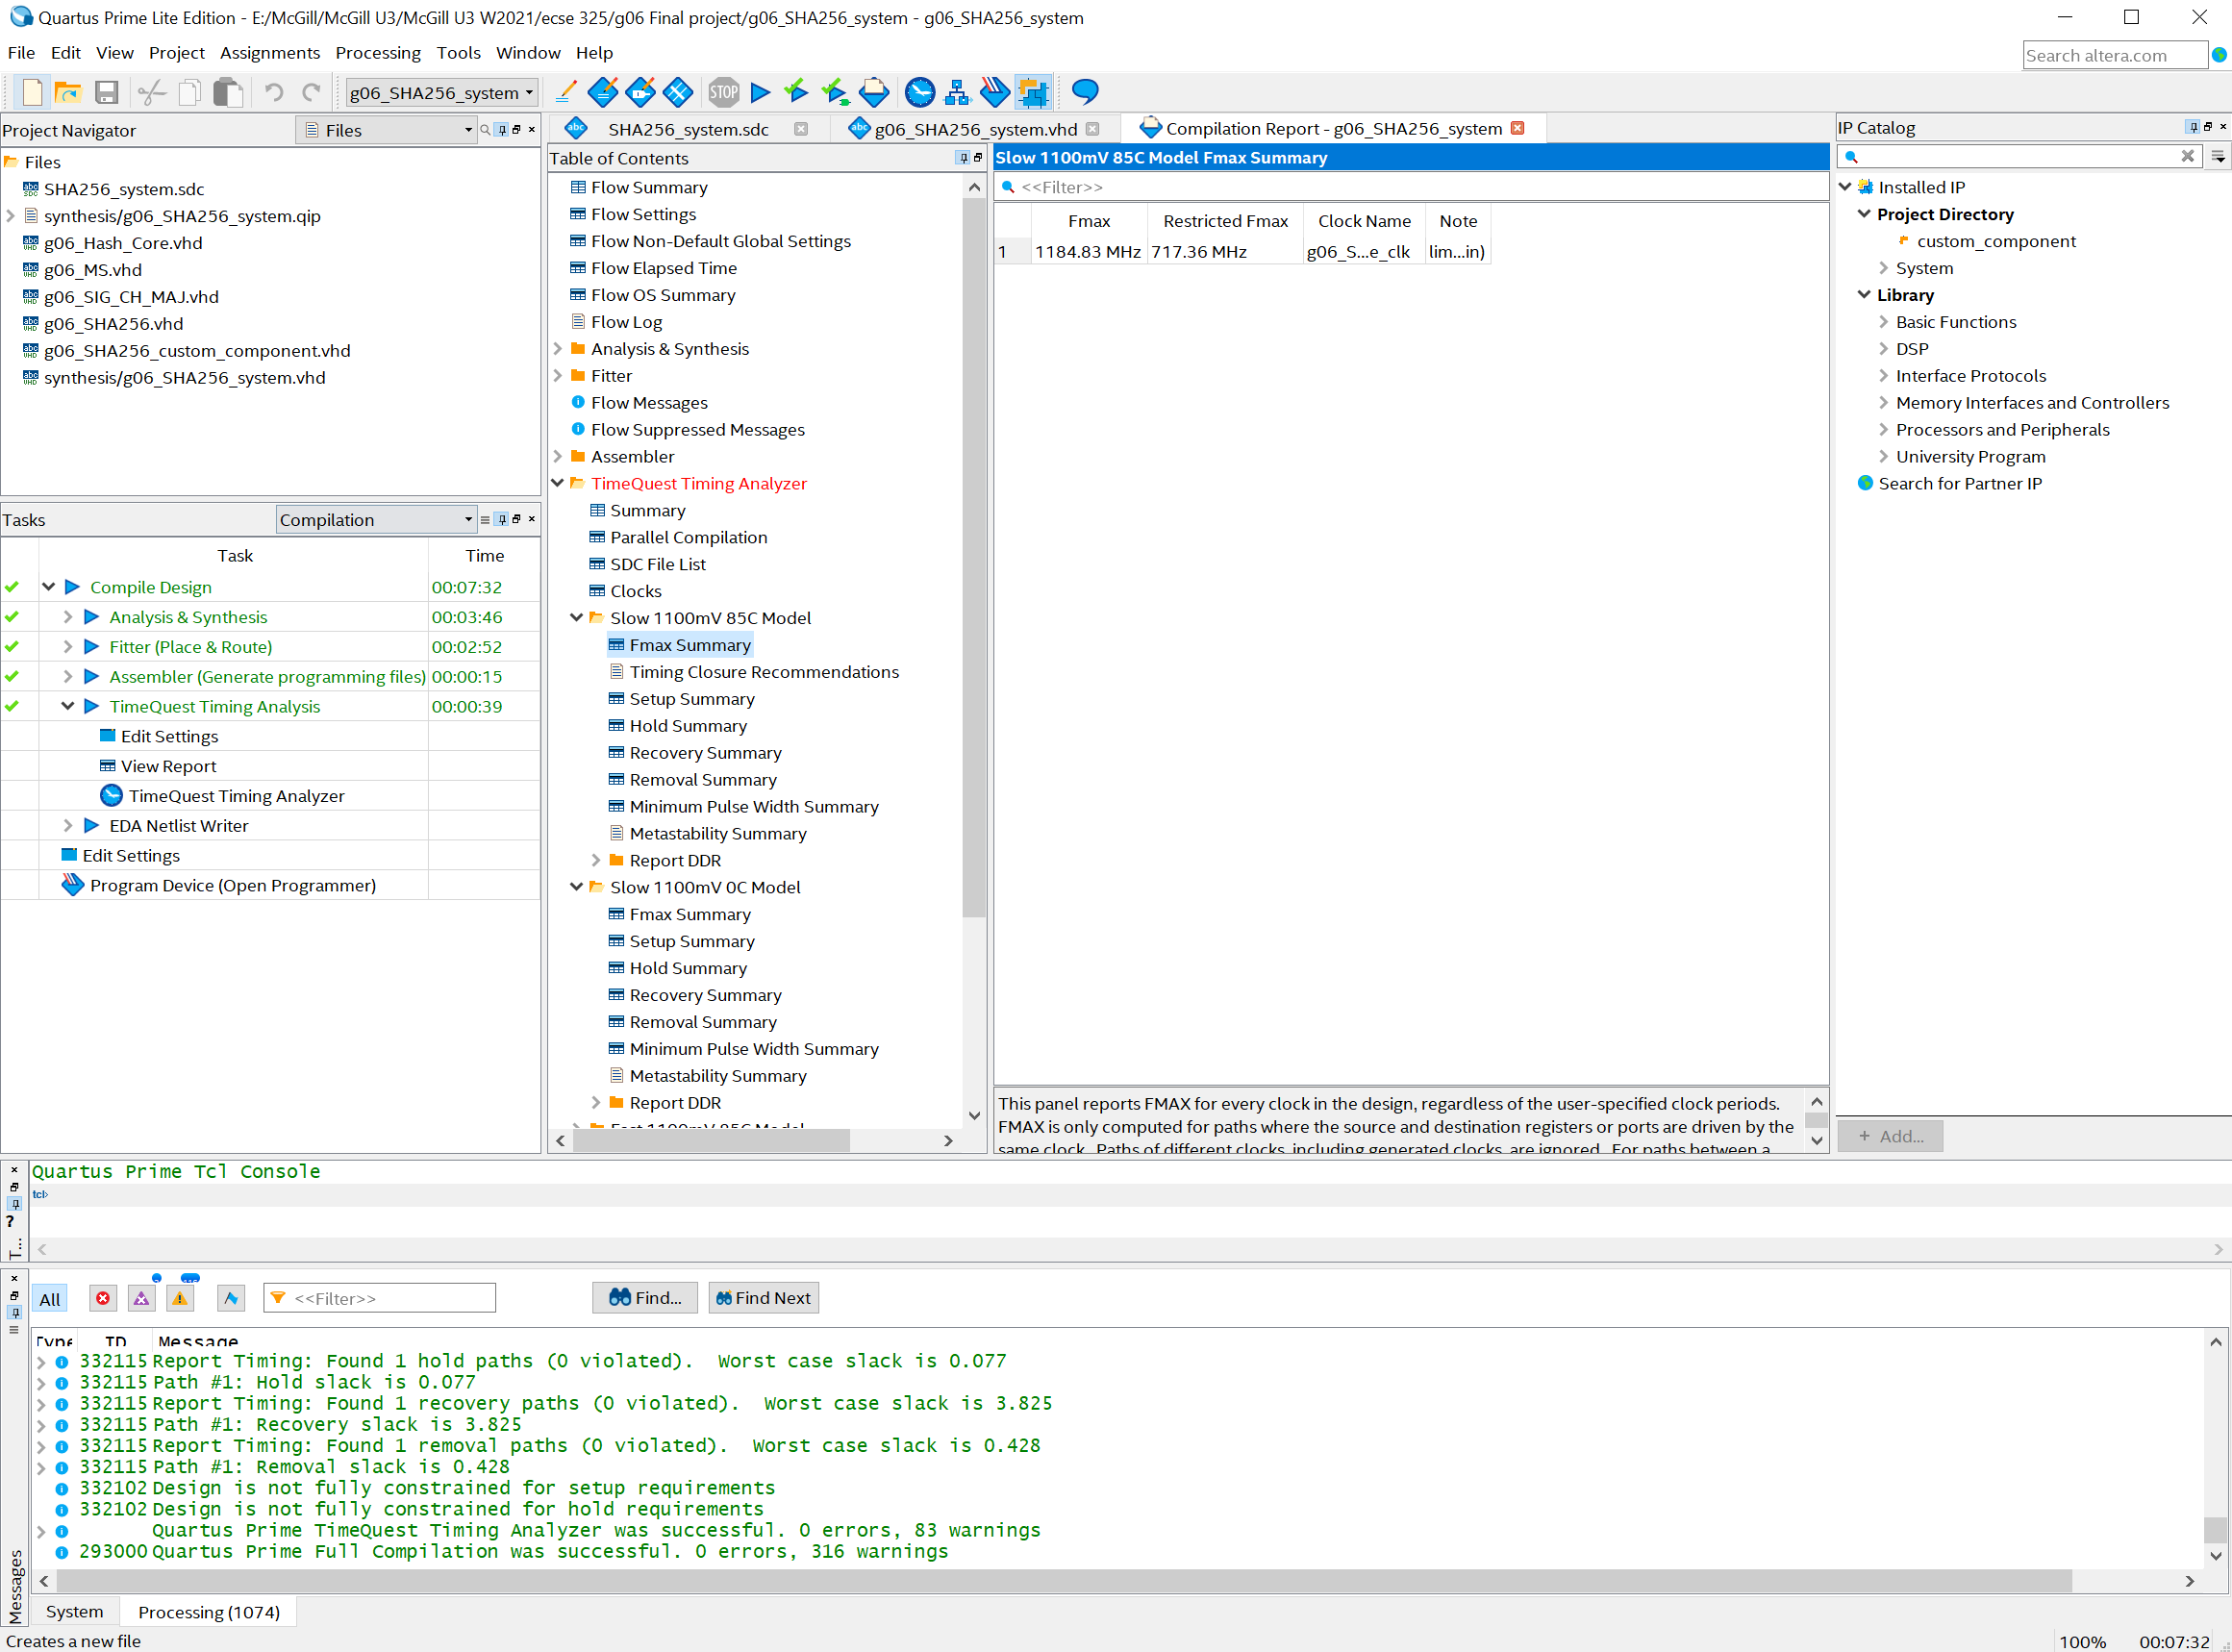 Quartus Prime Lite Edition - E:/McGill/McGill U3/McGill U3 W2021/ecse 325/g06 Final project/g06_SHA256_system - g06_SHA256_system
File Edit View Project Assignments Processing Tools Window Help
Search altera.com
g06_SHA256_system
STOP
Project Navigator
Files
Files
SHA256_system.sdc
synthesis/g06_SHA256_system.qip
g06_Hash_Core.vhd
g06_MS.vhd
g06_SIG_CH_MAJ.vhd
g06_SHA256.vhd
g06_SHA256_custom_component.vhd
synthesis/g06_SHA256_system.vhd
Tasks
Compilation
Task Time
Compile Design 00:07:32
Analysis & Synthesis 00:03:46
Fitter (Place & Route) 00:02:52
Assembler (Generate programming files) 00:00:15
TimeQuest Timing Analysis 00:00:39
Edit Settings
View Report
TimeQuest Timing Analyzer
EDA Netlist Writer
Edit Settings
Program Device (Open Programmer)
SHA256_system.sdc
g06_SHA256_system.vhd
Compilation Report - g06_SHA256_system
Table of Contents
Flow Summary
Flow Settings
Flow Non-Default Global Settings
Flow Elapsed Time
Flow OS Summary
Flow Log
Analysis & Synthesis
Fitter
Flow Messages
Flow Suppressed Messages
Assembler
TimeQuest Timing Analyzer
Summary
Parallel Compilation
SDC File List
Clocks
Slow 1100mV 85C Model
Fmax Summary
Timing Closure Recommendations
Setup Summary
Hold Summary
Recovery Summary
Removal Summary
Minimum Pulse Width Summary
Metastability Summary
Report DDR
Slow 1100mV 0C Model
Fmax Summary
Setup Summary
Hold Summary
Recovery Summary
Removal Summary
Minimum Pulse Width Summary
Metastability Summary
Report DDR
Fast 1100mV 85C Model
Slow 1100mV 85C Model Fmax Summary
<<Filter>>
Fmax Restricted Fmax Clock Name Note
1 1184.83 MHz 717.36 MHz g06_S...e_clk lim...in)
This panel reports FMAX for every clock in the design, regardless of the user-specified clock periods.
FMAX is only computed for paths where the source and destination registers or ports are driven by the
same clock. Paths of different clocks, including generated clocks, are ignored. For paths between a
IP Catalog
Installed IP
Project Directory
custom_component
System
Library
Basic Functions
DSP
Interface Protocols
Memory Interfaces and Controllers
Processors and Peripherals
University Program
Search for Partner IP
+ Add...
Quartus Prime Tcl Console
tcl>
T...
All
<<Filter>>
Find...
Find Next
Type ID Message
332115 Report Timing: Found 1 hold paths (0 violated). Worst case slack is 0.077
332115 Path #1: Hold slack is 0.077
332115 Report Timing: Found 1 recovery paths (0 violated). Worst case slack is 3.825
332115 Path #1: Recovery slack is 3.825
332115 Report Timing: Found 1 removal paths (0 violated). Worst case slack is 0.428
332115 Path #1: Removal slack is 0.428
332102 Design is not fully constrained for setup requirements
332102 Design is not fully constrained for hold requirements
Quartus Prime TimeQuest Timing Analyzer was successful. 0 errors, 83 warnings
293000 Quartus Prime Full Compilation was successful. 0 errors, 316 warnings
Messages
System
Processing (1074)
Creates a new file
100% 00:07:32